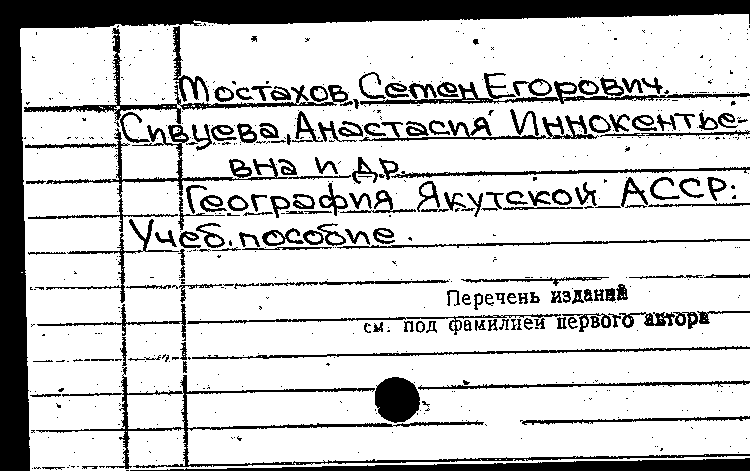 Мостахов, Семен Егорович.
Сивцева, Анастасия Иннокентье-
вна и др.
География Якутской АССР:
Учеб. пособие.
Перечень изданий
см. под фамилией первого автора